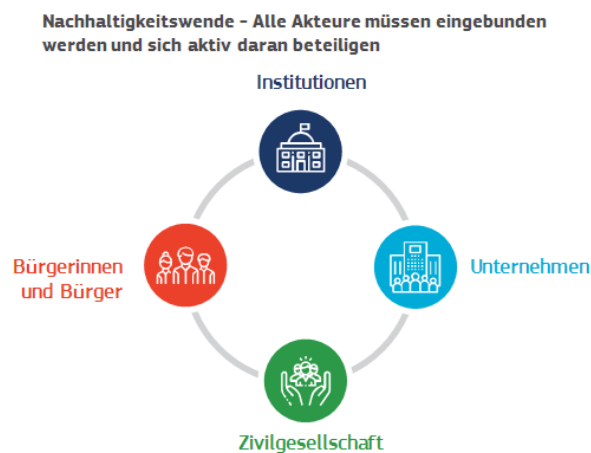 Nachhaltigkeitswende – Alle Akteure müssen eingebunden
werden und sich aktiv daran beteiligen
Institutionen
Bürgerinnen
und Bürger
Unternehmen
Zivilgesellschaft